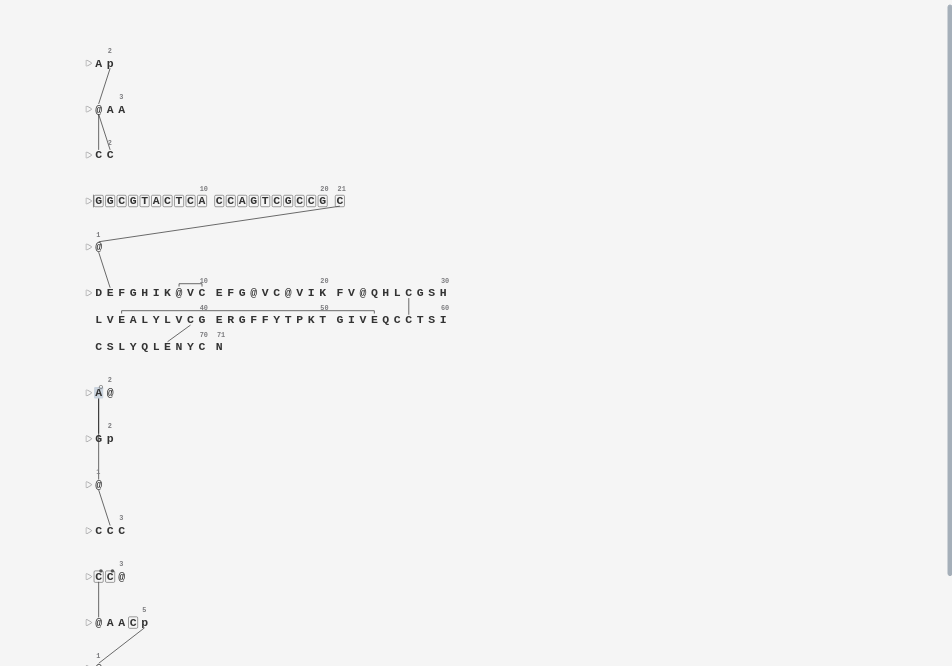 2
A p
3
@ A A
2
C C
10 20 21
G G C G T A C T C A C C A G T C G C C G C
1
@
10 20 30
D E F G H I K @ V C E F G @ V C @ V I K F V @ Q H L C G S H
40 50 60
L V E A L Y L V C G E R G F F Y T P K T G I V E Q C C T S I
70 71
C S L Y Q L E N Y C N
2
A @
2
G p
1
@
3
C C C
3
C C @
5
@ A A C p
1